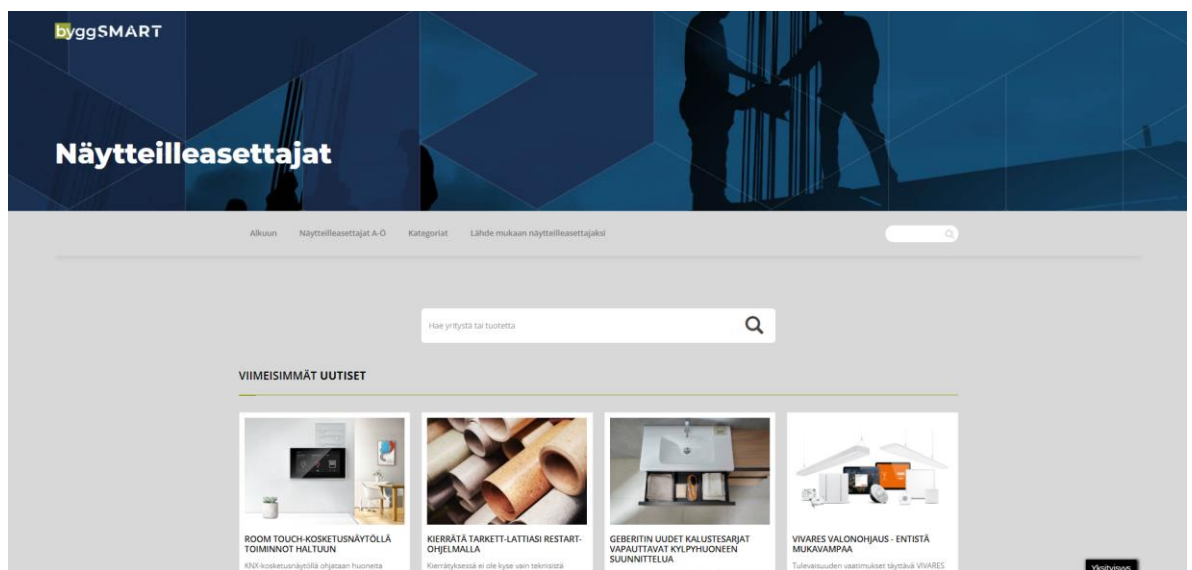 byggSMART
Näytteilleasettajat
Alkuun Näytteilleasettajat A-Ö Kategoriat Lähde mukaan näytteilleasettajaksi
Hae yritystä tai tuotetta
VIIMEISIMMÄT UUTISET
ROOM TOUCH-KOSKETUSNÄYTÖLLÄ
TOIMINNOT HALTUUN
KNX-kosketusnäytöllä ohjataan huoneita
KIERRÄTÄ TARKETT-LATTIASI RESTART-
OHJELMALLA
Kierrätyksessä ei ole kyse vain teknisistä
GEBERITIN UUDET KALUSTESARJAT
VAPAUTTAVAT KYLPYHUONEEN
SUUNNITTELUA
VIVARES VALONOHJAUS - ENTISTÄ
MUKAVAMPAA
Tulevaisuuden vaatimukset täyttävä VIVARES
Yksityisyys